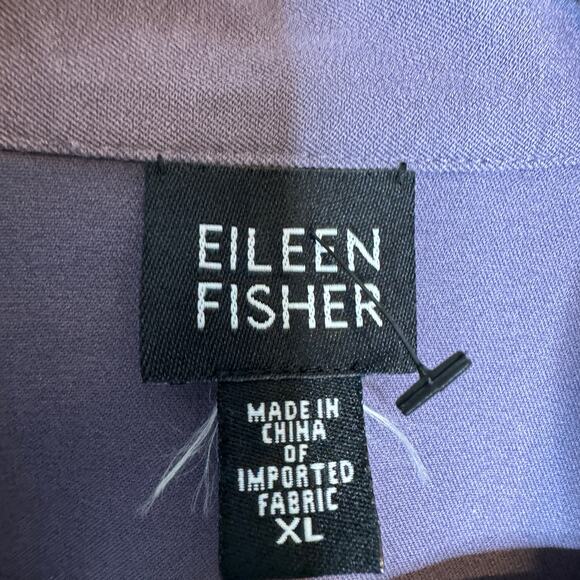 EILEEN
FISHER
MADE IN
CHINA
OF
IMPORTED
FABRIC
XL